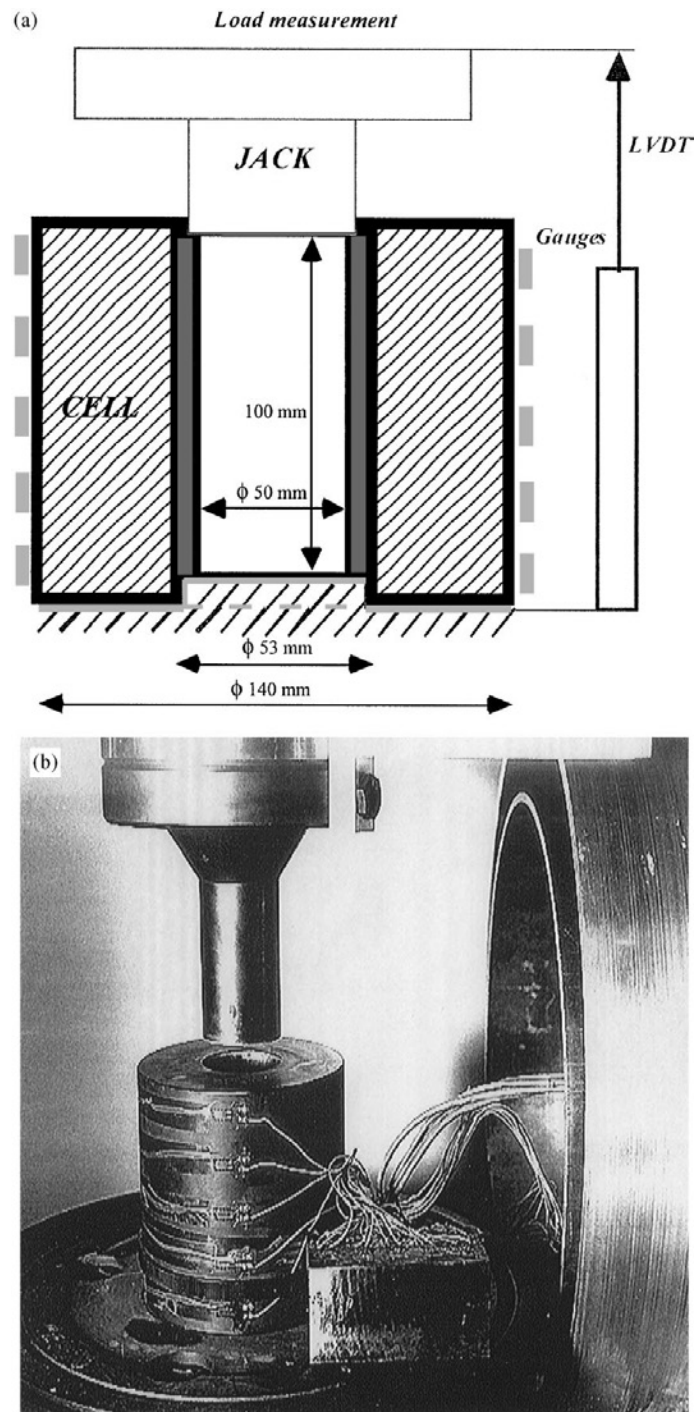 (a)
Load measurement
JACK
LVDT
Gauges
CELL
100 mm
ϕ 50 mm
ϕ 53 mm
ϕ 140 mm
(b)